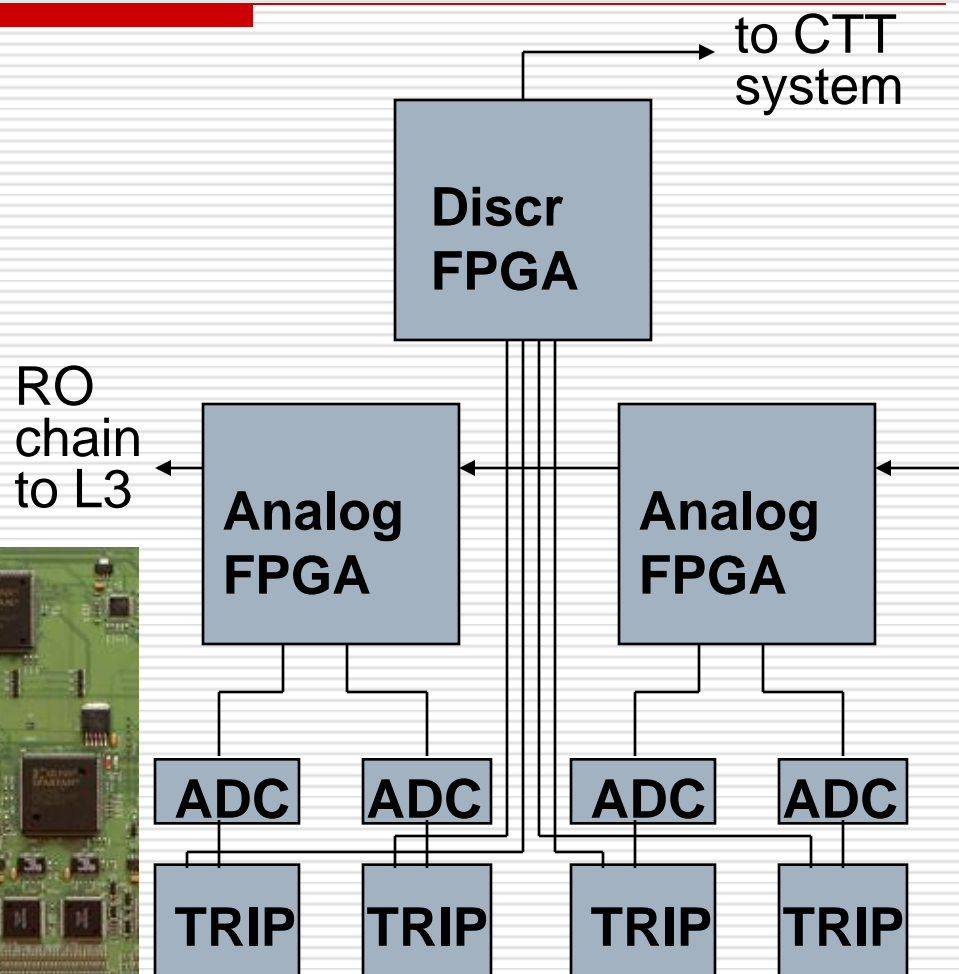 to CTT
system
Discr
FPGA
RO
chain
to L3
Analog
FPGA
Analog
FPGA
ADC
ADC
ADC
ADC
TRIP
TRIP
TRIP
TRIP